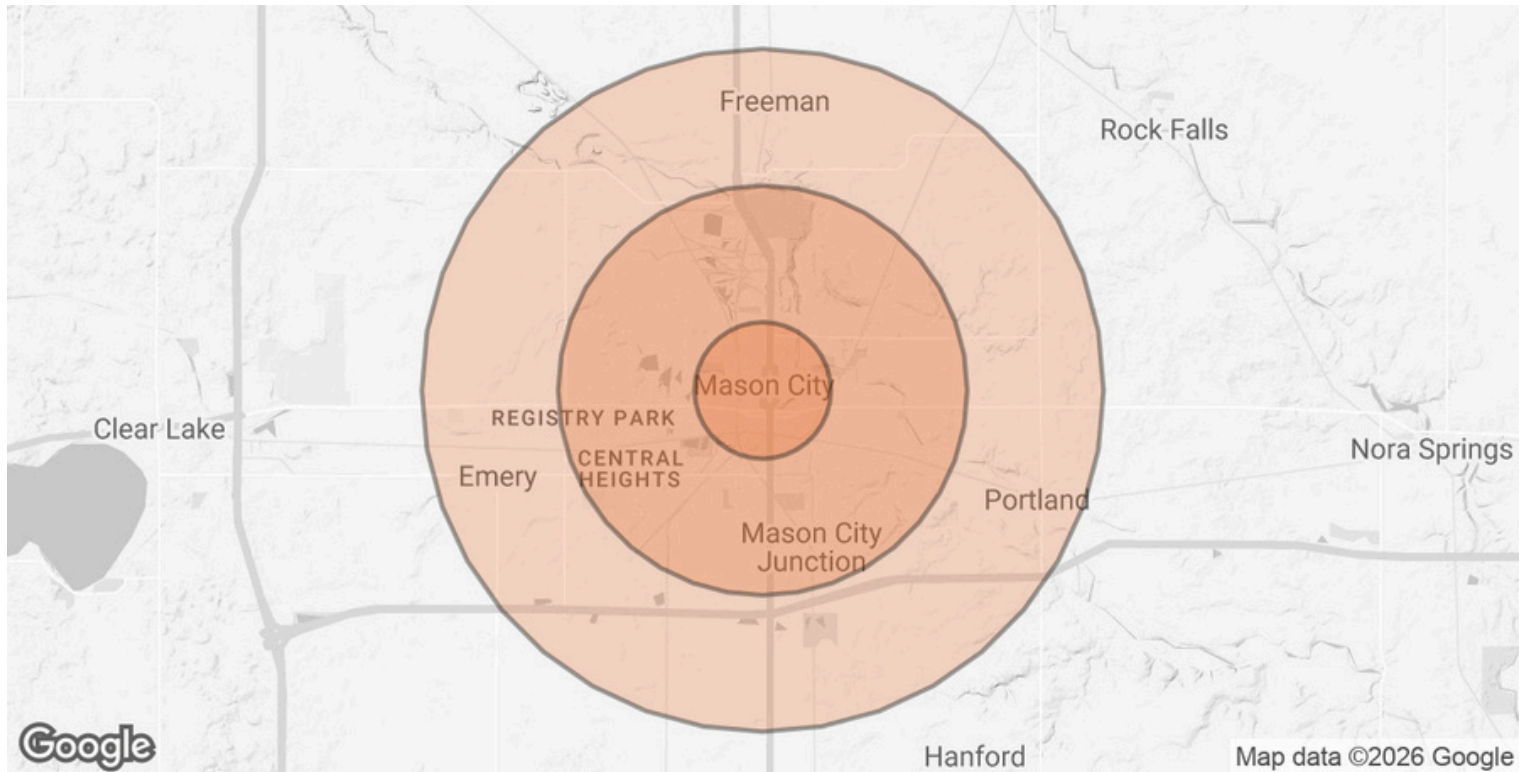 Freeman
Rock Falls
Mason City
REGISTRY PARK
Clear Lake
Nora Springs
CENTRAL
HEIGHTS
Emery
Portland
Mason City
Junction
Google
Hanford
Map data ©2026 Google